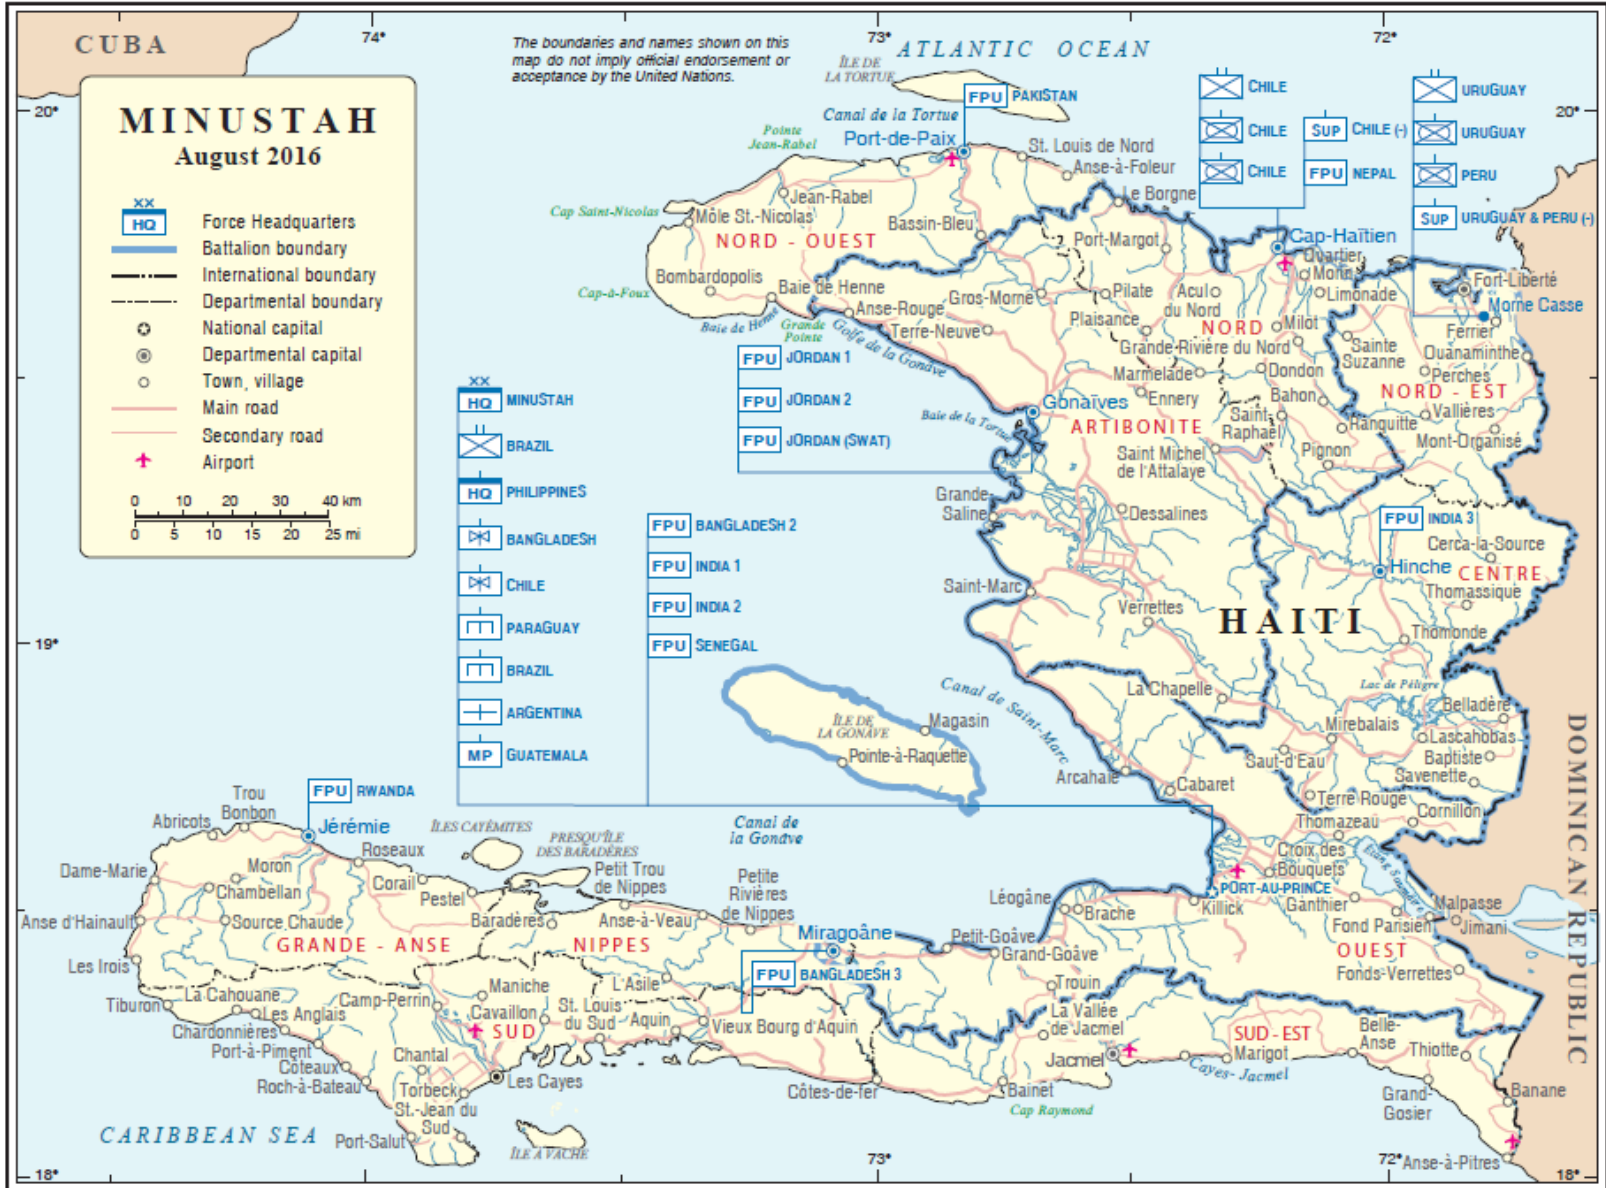 CUBA
74°
73°
72°
The boundaries and names shown on this
map do not imply official endorsement or
acceptance by the United Nations.
ÎLE DE
LA TORTUE
ATLANTIC OCEAN
20°
20°
MINUSTAH
August 2016
XX
HQ
Force Headquarters
Battalion boundary
International boundary
Departmental boundary
National capital
Departmental capital
Town, village
Main road
Secondary road
Airport
0 10 20 30 40 km
0 5 10 15 20 25 mi
FPU PAKISTAN
CHILE
CHILE
CHILE
SUP CHILE (-)
FPU NEPAL
URUGUAY
URUGUAY
PERU
SUP URUGUAY & PERU (-)
Canal de la Tortue
Pointe
Jean-Rabel
Port-de-Paix
St. Louis de Nord
Anse-à-Foleur
Le Borgne
Jean-Rabel
Cap Saint-Nicolas
Môle St.-Nicolas
Bassin-Bleu
NORD - OUEST
Port-Margot
Cap-Haïtien
Quartier
Morin
Limonade
Fort-Liberté
Morne Casse
Ferrier
Bombardopolis
Cap-à-Foux
Baie de Henne
Baie de Henne
Grande
Pointe
Anse-Rouge
Terre-Neuve
Gros-Morne
Pilate
Plaisance
Acul
du Nord
NORD
Milot
Grande-Rivière du Nord
Sainte
Suzanne
Ouanaminthe
Perches
NORD - EST
Vallières
Mont-Organisé
Golfe de la Gonâve
Marmelade
Dondon
Ennery
Bahon
Saint-
Raphaël
Ranquitte
Pignon
FPU JORDAN 1
FPU JORDAN 2
FPU JORDAN (SWAT)
Gonaïves
Baie de la Tortue
ARTIBONITE
Saint Michel
de l'Attalaye
XX
HQ MINUSTAH
BRAZIL
HQ PHILIPPINES
BANGLADESH
CHILE
PARAGUAY
BRAZIL
ARGENTINA
MP GUATEMALA
FPU BANGLADESH 2
FPU INDIA 1
FPU INDIA 2
FPU SENEGAL
Grande-
Saline
Dessalines
FPU INDIA 3
Cerca-la-Source
Hinche
CENTRE
Thomassique
Saint-Marc
Verrettes
HAITI
Thomonde
19°
La Chapelle
Lac de Péligre
Belladère
Mirebalais
Lascahobas
Baptiste
Savenette
Saut-d'Eau
Canal de Saint-Marc
ÎLE DE
LA GONÂVE
Magasin
Pointe-à-Raquette
Arcahaie
Cabaret
Terre Rouge
Cornillon
Thomazeau
DOMINICAN REPUBLIC
FPU RWANDA
Trou
Bonbon
Jérémie
Abricots
ÎLES CAYÉMITES
PRESQU'ÎLE
DES BARADÈRES
Canal de
la Gonâve
Croix des
Bouquets
Etang Saumâtre
Dame-Marie
Moron
Roseaux
Chambellan
Corail
Pestel
Petit Trou
de Nippes
Petite
Rivières
de Nippes
Léogâne
Brache
PORT-AU-PRINCE
Killick
Ganthier
Malpasse
Jimani
Fond Parisien
Anse d'Hainault
Source Chaude
Baradères
Anse-à-Veau
Miragoâne
Petit-Goâve
Grand-Goâve
OUEST
Fonds-Verrettes
GRANDE - ANSE
NIPPES
Les Irois
FPU BANGLADESH 3
L'Asile
Trouin
Tiburon
La Cahouane
Les Anglais
Camp-Perrin
Maniche
Cavaillon
St. Louis
du Sud
Aquin
Vieux Bourg d'Aquin
La Vallée
de Jacmel
SUD-EST
Belle-
Anse
Chardonnières
Port-à-Piment
Côteaux
Roch-à-Bateau
SUD
Chantal
Torbeck
Les Cayes
Jacmel
Marigot
Thiotte
Cayes-Jacmel
Côtes-de-fer
Bainet
Cap Raymond
Grand-
Gosier
Banane
St.-Jean du
Sud
CARIBBEAN SEA
Port-Salut
ÎLE À VACHE
Anse-à-Pitres
18°
73°
72°
18°